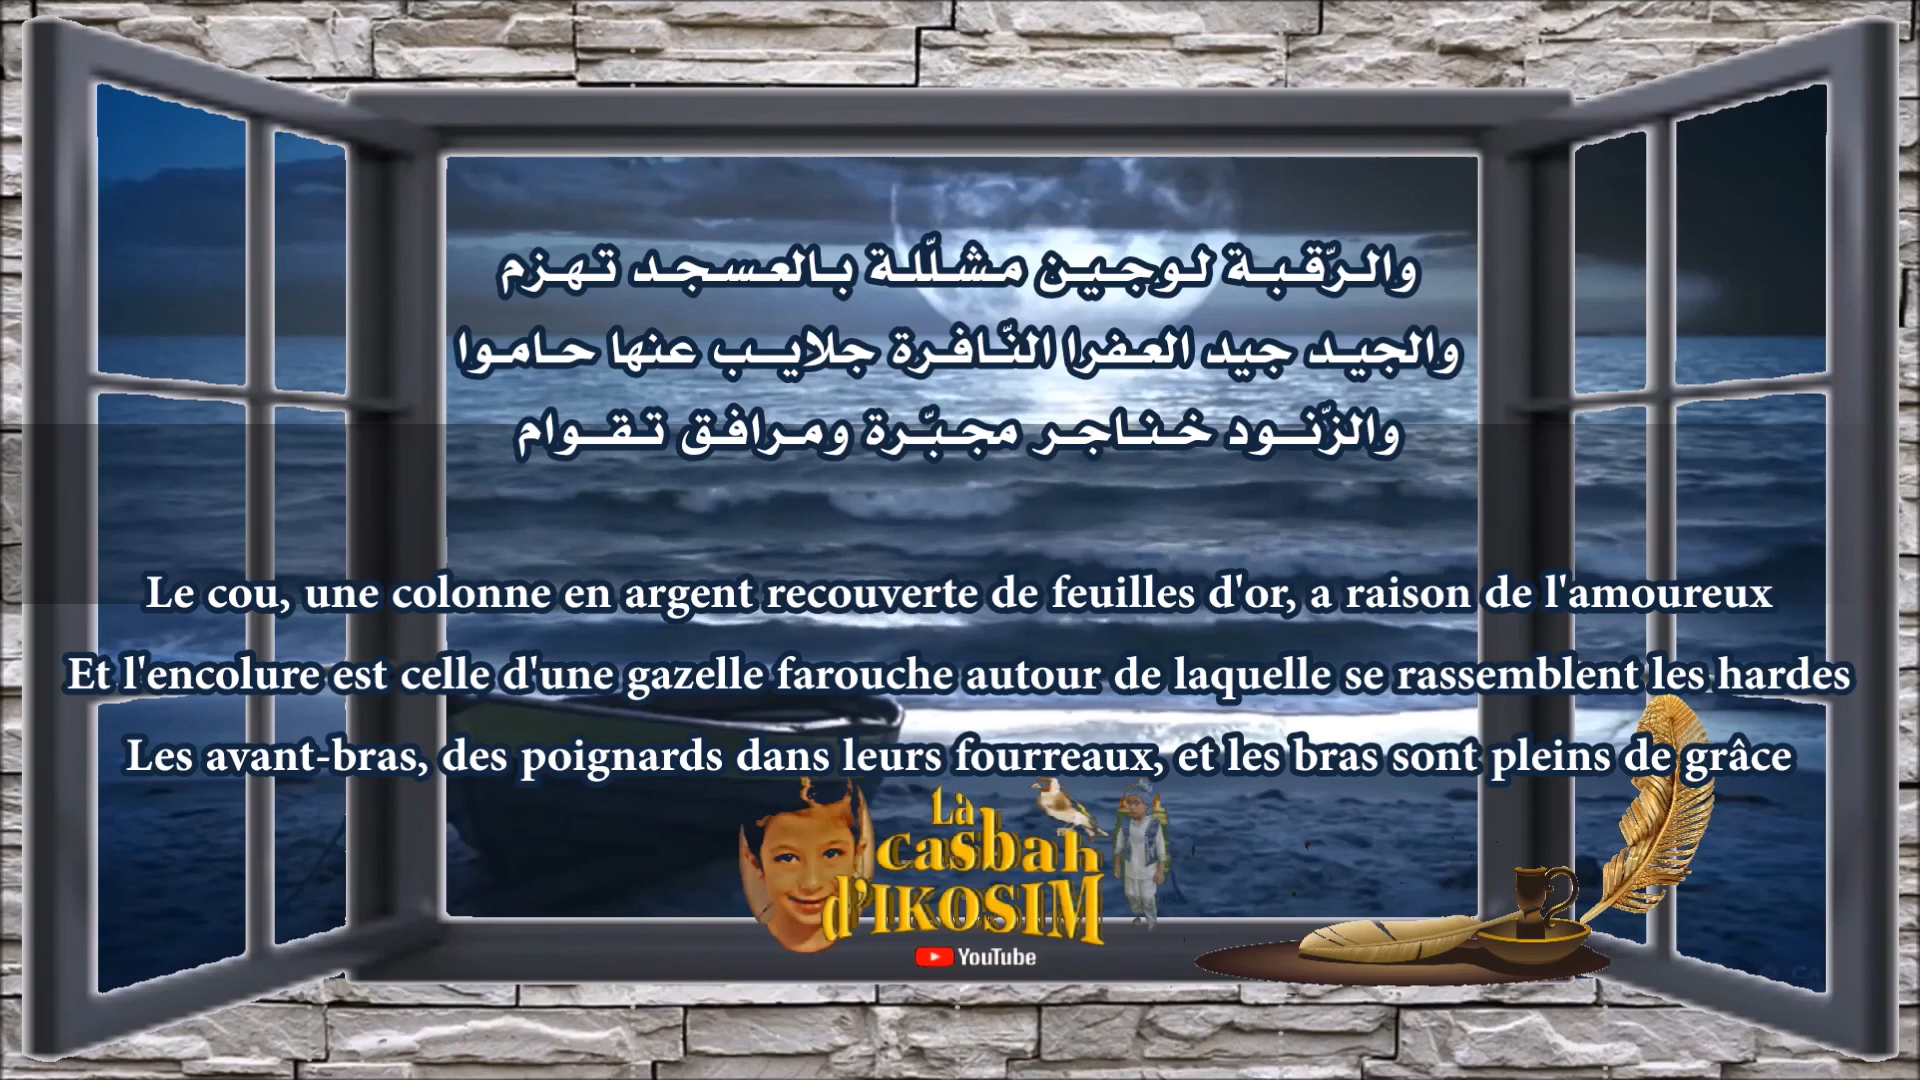 والرّقبة لوجين مشلّلة بالعسجد تهزم
والجيد جيد العفرا النّافرة جلايب عنها حاموا
والزّنود خناجر مجبّرة ومرافق تقوام
Le cou, une colonne en argent recouverte de feuilles d'or, a raison de l'amoureux
Et l'encolure est celle d'une gazelle farouche autour de laquelle se rassemblent les hardes
Les avant-bras, des poignards dans leurs fourreaux, et les bras sont pleins de grâce
La
casbah
d'IKOSIM
YouTube